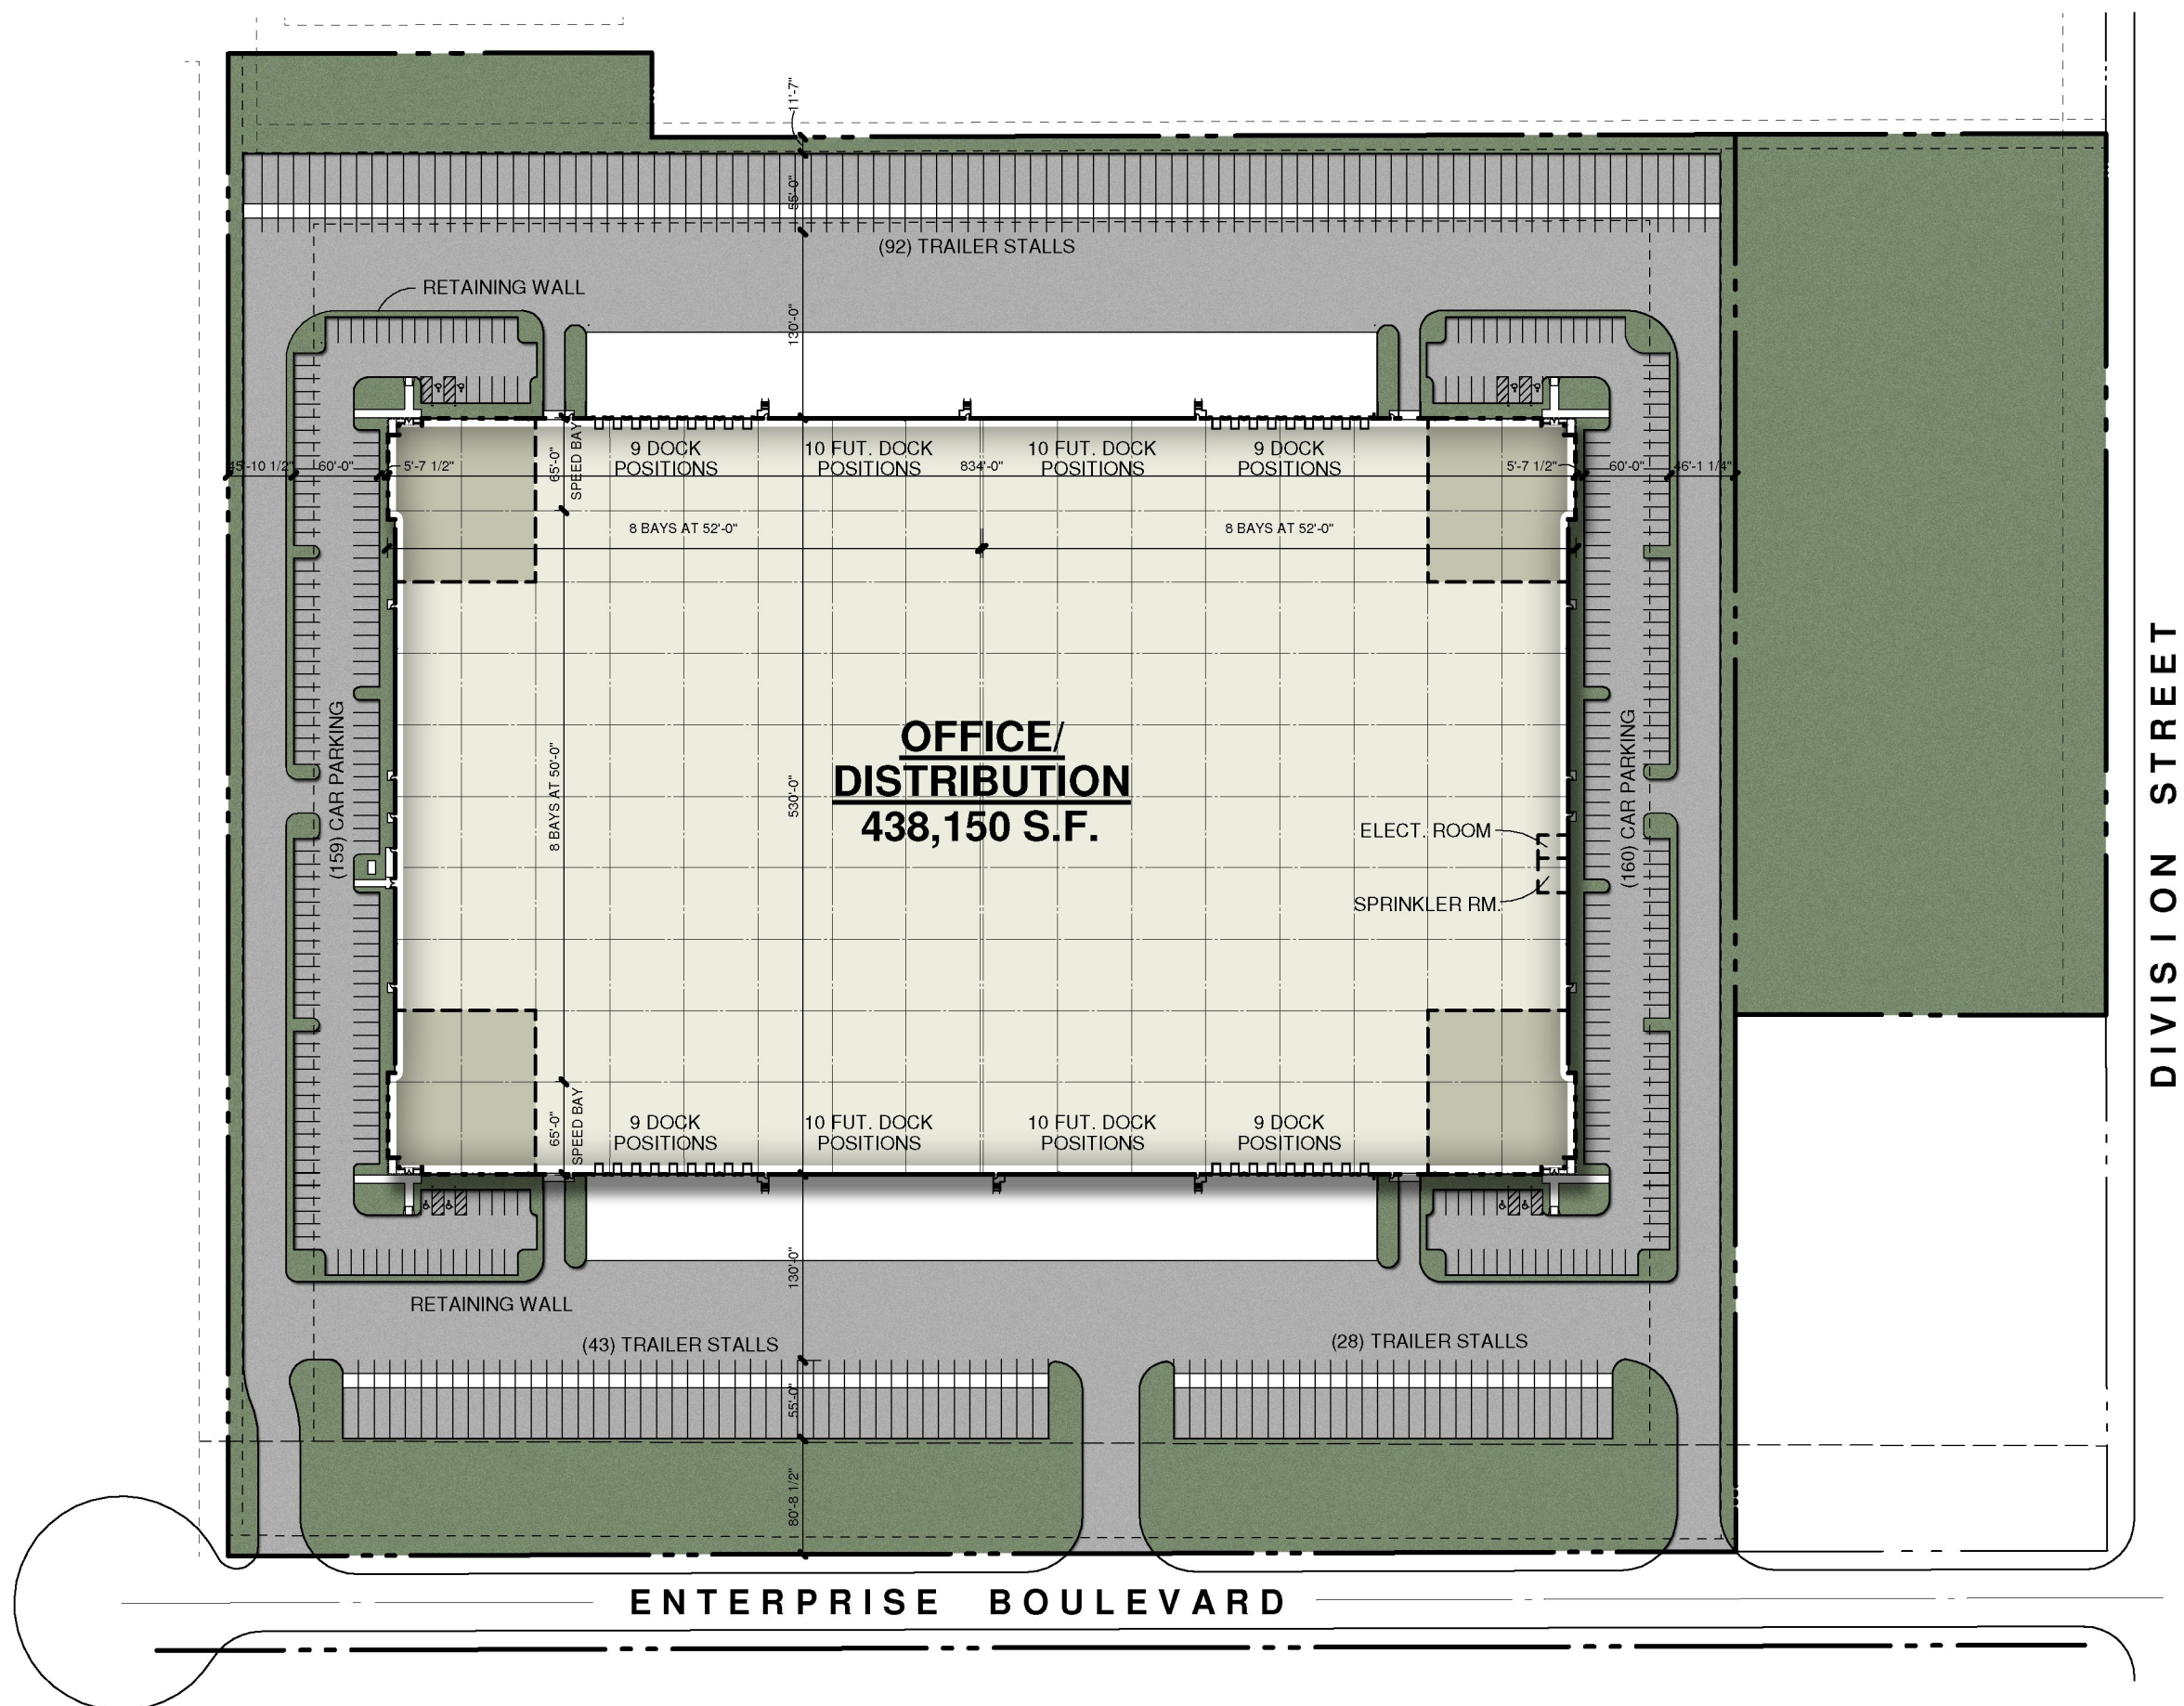 11'-7"
55'-0"
(92) TRAILER STALLS
RETAINING WALL
130'-0"
65'-0"
SPEED BAY
9 DOCK
POSITIONS
10 FUT. DOCK
POSITIONS
10 FUT. DOCK
POSITIONS
9 DOCK
POSITIONS
45'-10 1/2"
60'-0"
5'-7 1/2"
834'-0"
5'-7 1/2"
60'-0"
46'-1 1/4"
8 BAYS AT 52'-0"
8 BAYS AT 52'-0"
(159) CAR PARKING
8 BAYS AT 50'-0"
530'-0"
OFFICE/
DISTRIBUTION
438,150 S.F.
ELECT. ROOM
SPRINKLER RM.
(160) CAR PARKING
DIVISION STREET
65'-0"
SPEED BAY
9 DOCK
POSITIONS
10 FUT. DOCK
POSITIONS
10 FUT. DOCK
POSITIONS
9 DOCK
POSITIONS
130'-0"
RETAINING WALL
(43) TRAILER STALLS
(28) TRAILER STALLS
55'-0"
80'-8 1/2"
ENTERPRISE BOULEVARD